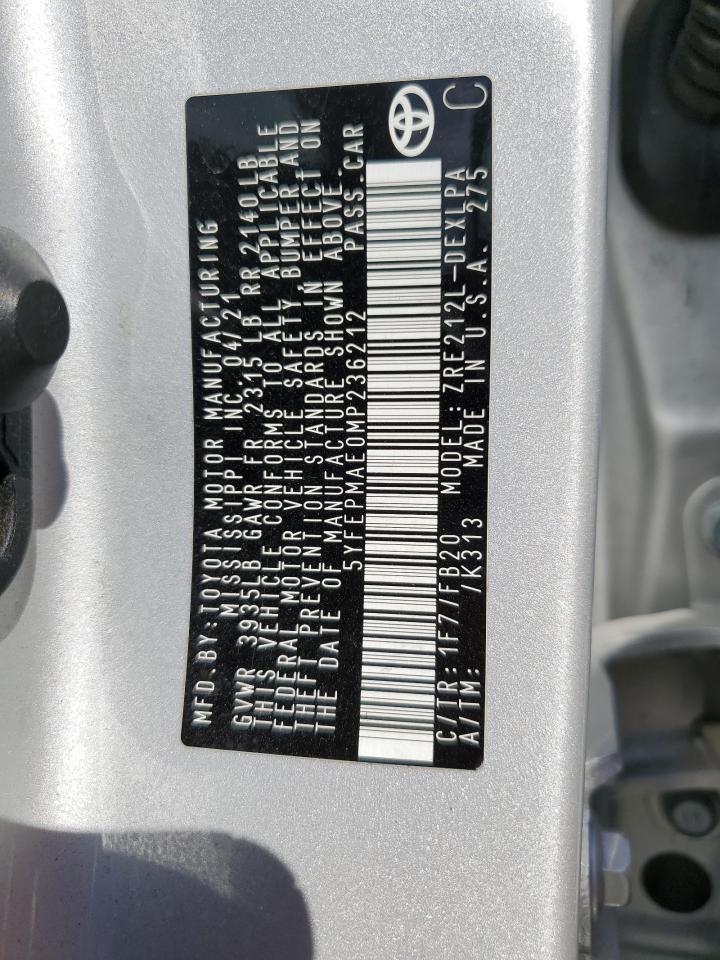 MFD.BY:TOYOTA MOTOR MANUFACTURING
MISSISSIPPI INC. 04/21
GVWR 3935LB GAWR FR 2315 LB RR 2140LB
THIS VEHICLE CONFORMS TO ALL APPLICABLE
FEDERAL MOTOR VEHICLE SAFETY, BUMPER AND
THEFT PREVENTION STANDARDS IN EFFECT ON
THE DATE OF MANUFACTURE SHOWN ABOVE.
5YFEPMAE0MP236212 PASS.CAR
C/TR: 1F7/FB20 MODEL: ZRE212L-DEXLPA
A/TM: /K313 MADE IN U.S.A. 275
C